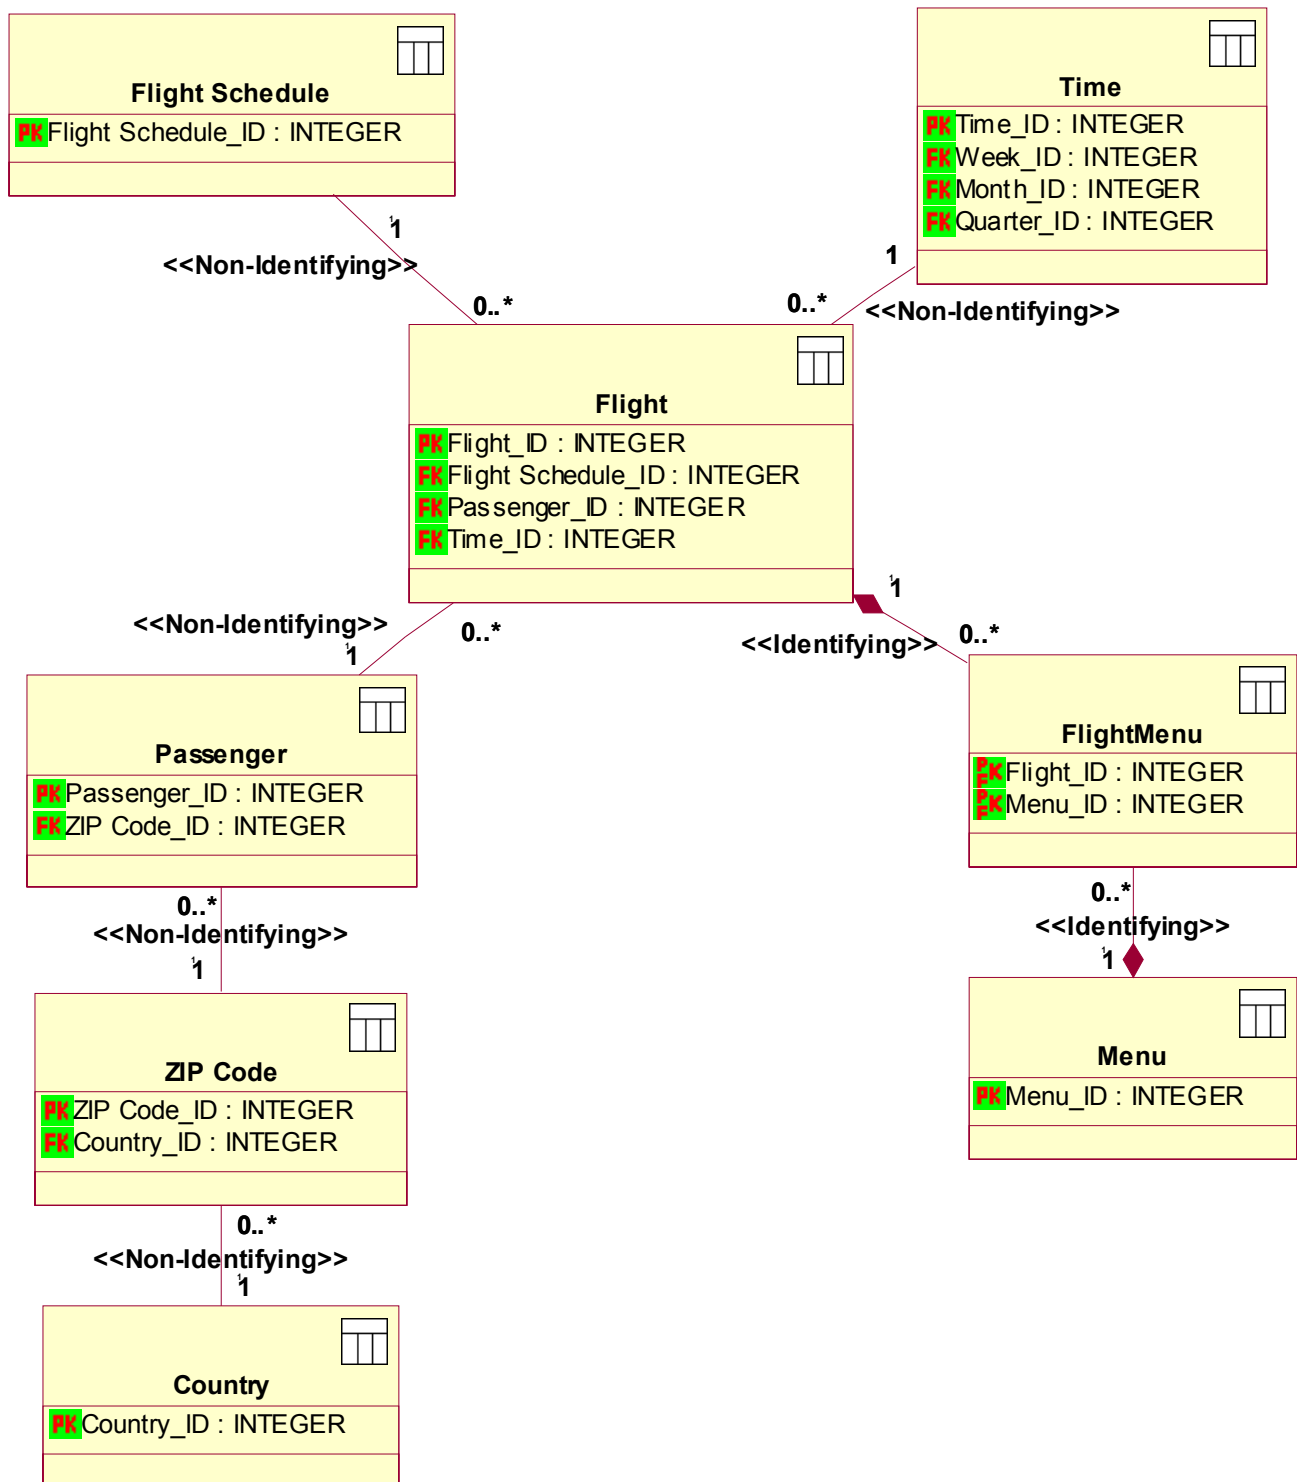 Flight Schedule
PK Flight Schedule_ID : INTEGER
Time
PK Time_ID : INTEGER
FK Week_ID : INTEGER
FK Month_ID : INTEGER
FK Quarter_ID : INTEGER
1
<<Non-Identifying>>
0..*
1
0..*
<<Non-Identifying>>
Flight
PK Flight_ID : INTEGER
FK Flight Schedule_ID : INTEGER
FK Passenger_ID : INTEGER
FK Time_ID : INTEGER
<<Non-Identifying>>
0..*
1
1
<<Identifying>>
0..*
Passenger
PK Passenger_ID : INTEGER
FK ZIP Code_ID : INTEGER
FlightMenu
PFK Flight_ID : INTEGER
PFK Menu_ID : INTEGER
0..*
<<Non-Identifying>>
1
0..*
<<Identifying>>
1
ZIP Code
PK ZIP Code_ID : INTEGER
FK Country_ID : INTEGER
Menu
PK Menu_ID : INTEGER
0..*
<<Non-Identifying>>
1
Country
PK Country_ID : INTEGER